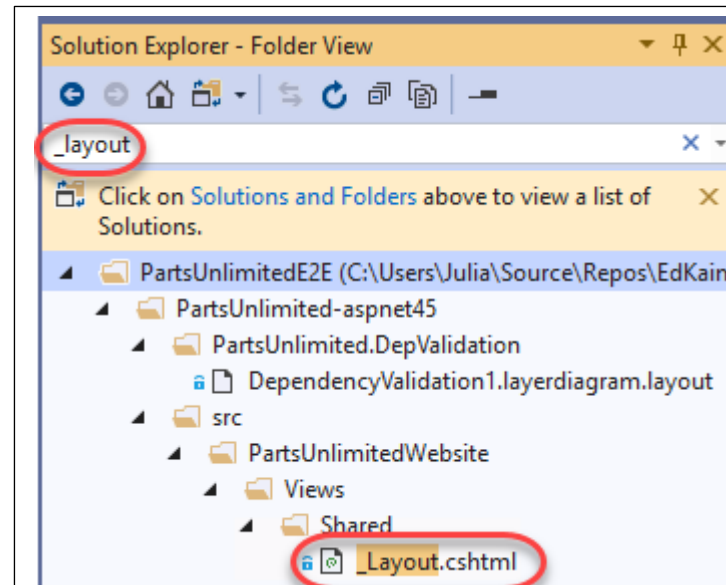 Solution Explorer - Folder View
_layout
Click on Solutions and Folders above to view a list of
Solutions.
PartsUnlimitedE2E (C:\Users\Julia\Source\Repos\EdKain
PartsUnlimited-aspnet45
PartsUnlimited.DepValidation
DependencyValidation1.layerdiagram.layout
src
PartsUnlimitedWebsite
Views
Shared
_Layout.cshtml